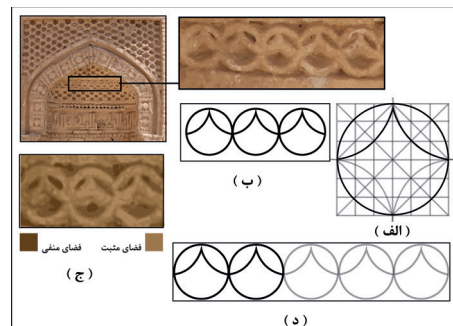 ( ب )
( الف )
فضای مثبت فضای منفی
( ج )
( د )